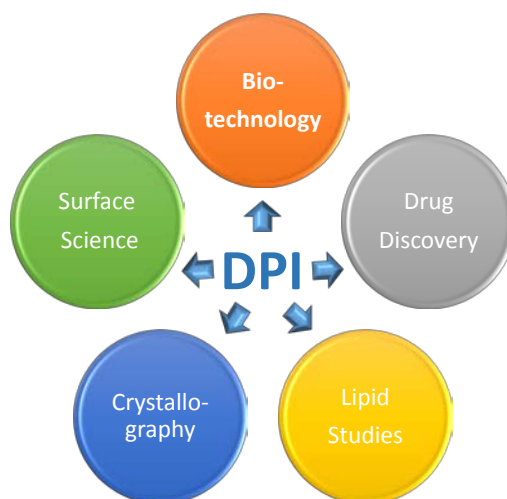 Bio-
technology
Surface
Science
Drug
Discovery
DPI
Crystallo-
graphy
Lipid
Studies